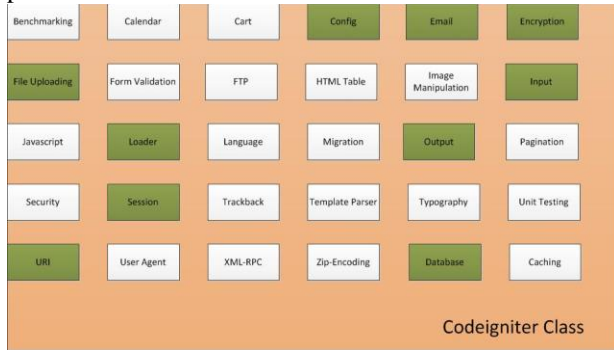 Benchmarking Calendar Cart Config Email Encryption
File Uploading Form Validation FTP HTML Table Image
Manipulation Input
Javascript Loader Language Migration Output Pagination
Security Session Trackback Template Parser Typography Unit Testing
URI User Agent XML-RPC Zip-Encoding Database Caching
Codeigniter Class